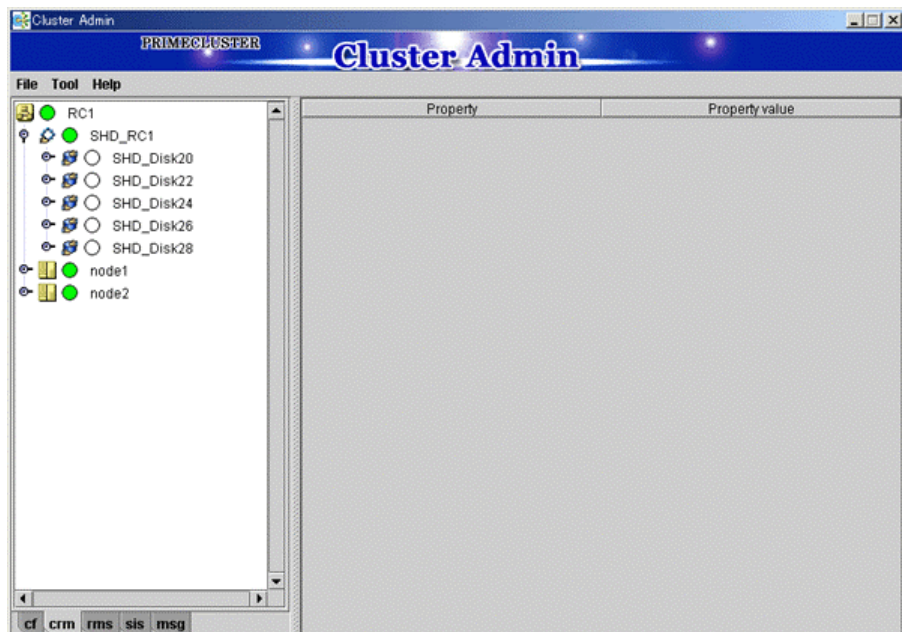 Cluster Admin
PRIMECLUSTER
Cluster Admin
File Tool Help
RC1
SHD_RC1
SHD_Disk20
SHD_Disk22
SHD_Disk24
SHD_Disk26
SHD_Disk28
node1
node2
Property Property value
cf crm rms sis msg